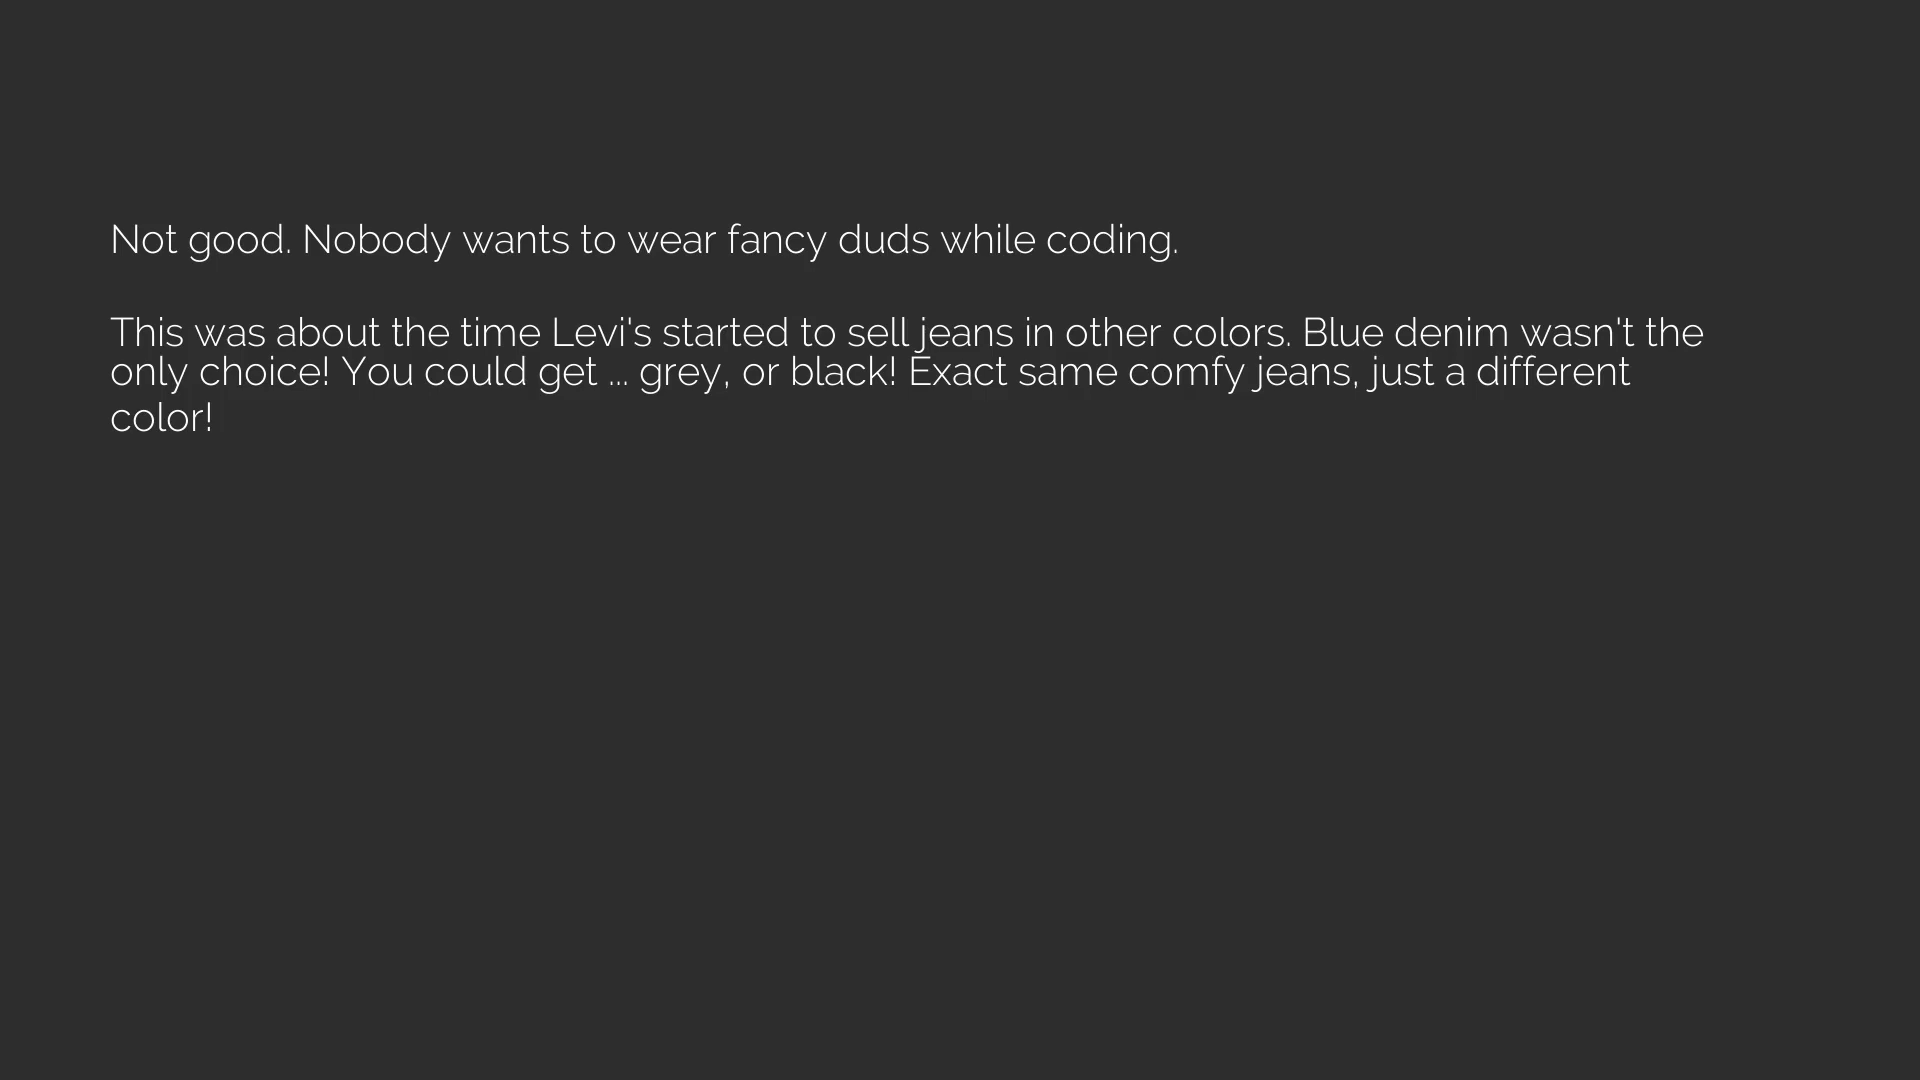 Not good. Nobody wants to wear fancy duds while coding.
This was about the time Levi's started to sell jeans in other colors. Blue denim wasn't the
only choice! You could get ... grey, or black! Exact same comfy jeans, just a different
color!